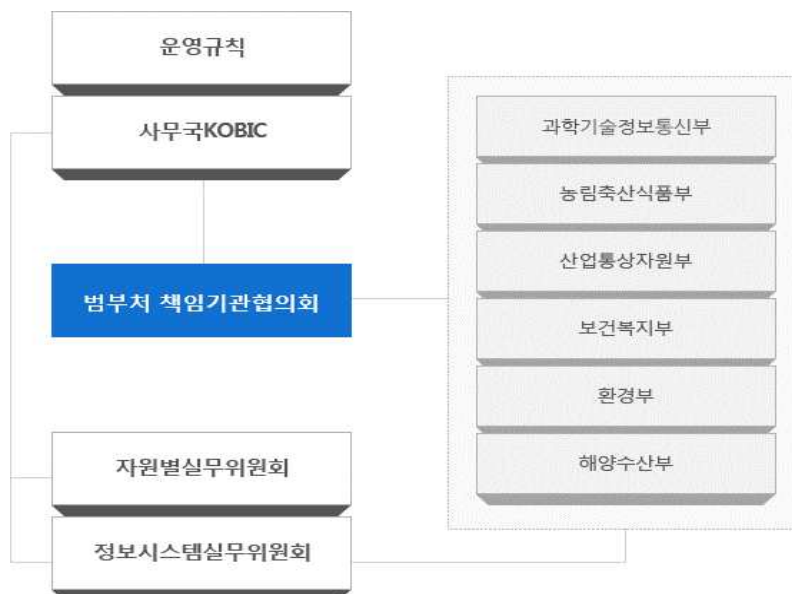 운영규칙
사무국KOBIC
범부처 책임기관협의회
자원별실무위원회
정보시스템실무위원회
과학기술정보통신부
농림축산식품부
산업통상자원부
보건복지부
환경부
해양수산부